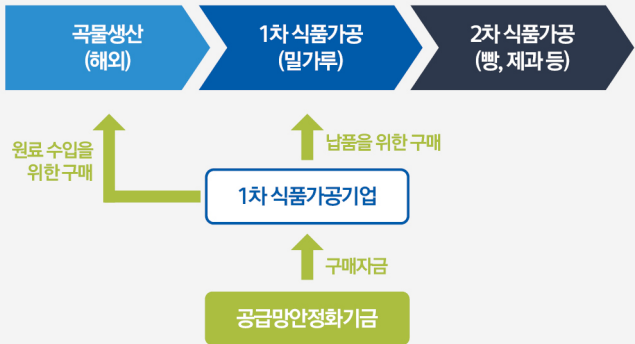 곡물생산
(해외)
1차 식품가공
(밀가루)
2차 식품가공
(빵, 제과 등)
원료 수입을
위한 구매
납품을 위한 구매
1차 식품가공기업
구매자금
공급망안정화기금